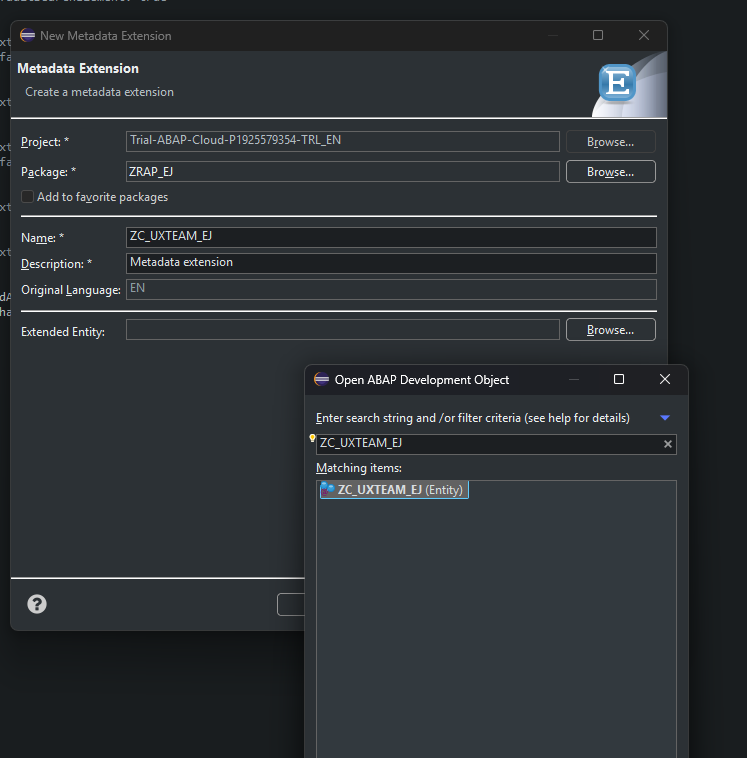 New Metadata Extension
Metadata Extension
Create a metadata extension
E
Project: *
Trial-ABAP-Cloud-P1925579354-TRL_EN
Browse...
Package: *
ZRAP_EJ
Browse...
Add to favorite packages
Name: *
ZC_UXTEAM_EJ
Description: *
Metadata extension
Original Language:
EN
Extended Entity:
Browse...
Open ABAP Development Object
Enter search string and /or filter criteria (see help for details)
ZC_UXTEAM_EJ
Matching items:
ZC_UXTEAM_EJ (Entity)
?